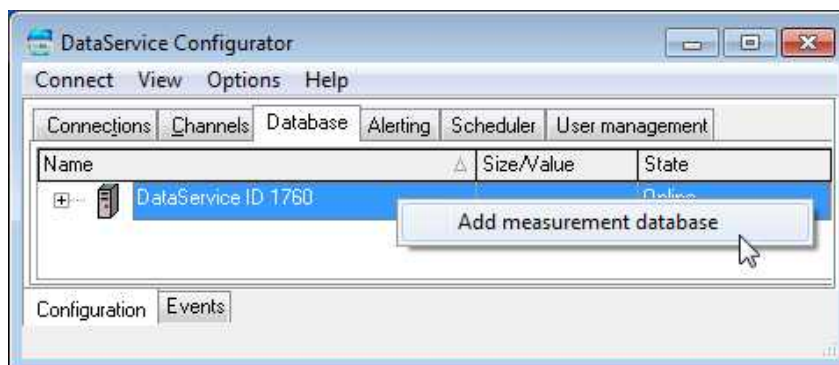 DataService Configurator
Connect View Options Help
Connections Channels Database Alerting Scheduler User management
Name Size/Value State
DataService ID 1760 Online
Add measurement database
Configuration Events